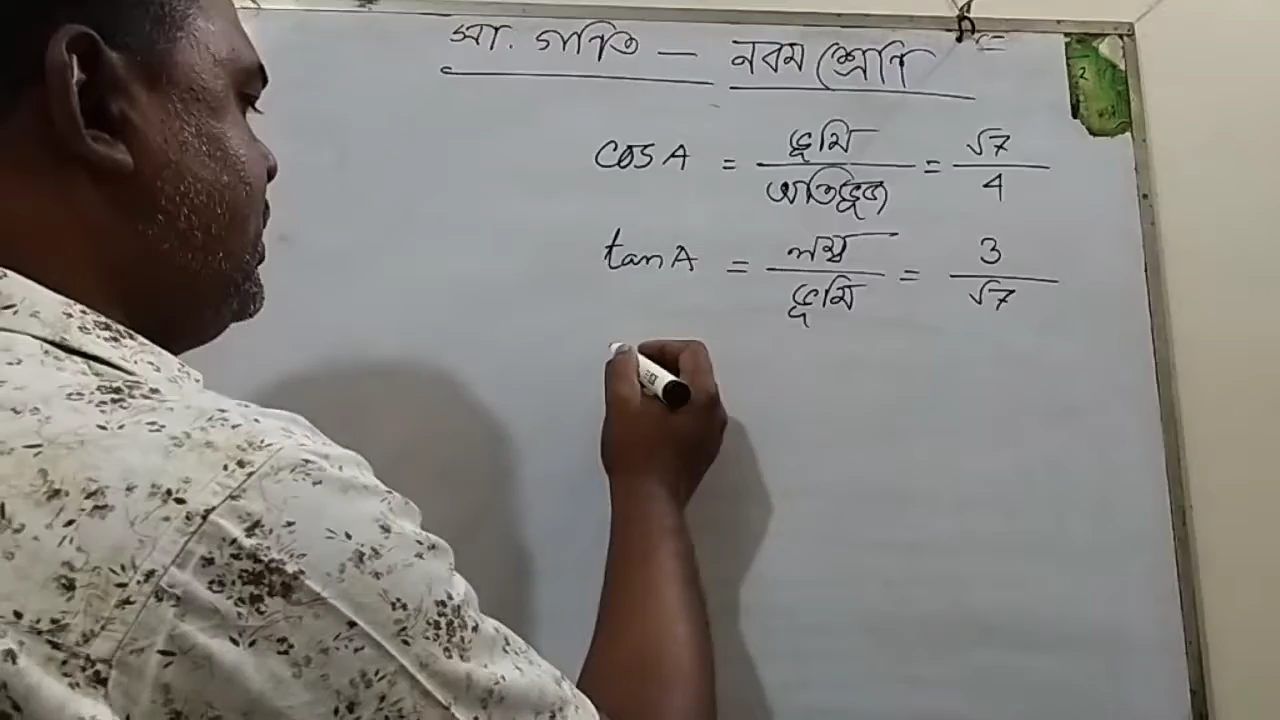 সা. গণিত — নবম শ্রেণি
cos A = ভূমি / অতিভূজ = √7 / 4
tan A = লম্ব / ভূমি = 3 / √7